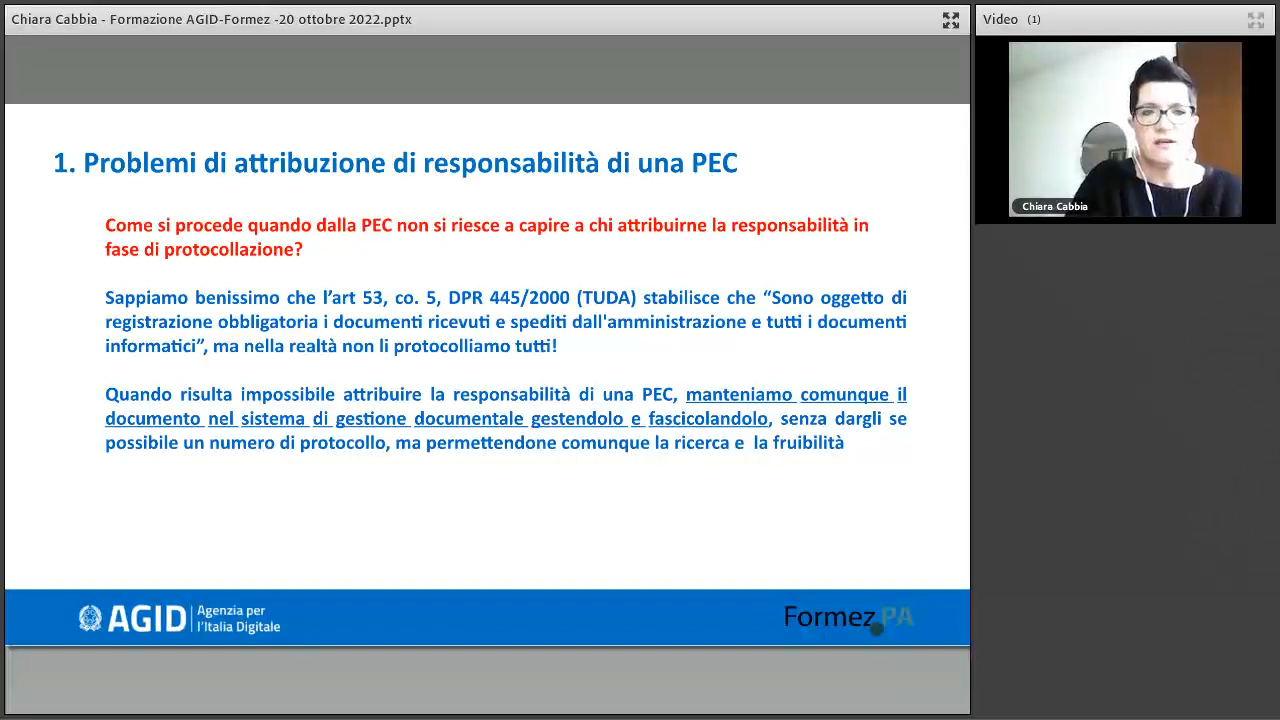 Chiara Cabbia - Formazione AGID-Formez -20 ottobre 2022.pptx
Video (1)
Chiara Cabbia
1. Problemi di attribuzione di responsabilità di una PEC
Come si procede quando dalla PEC non si riesce a capire a chi attribuirne la responsabilità in
fase di protocollazione?
Sappiamo benissimo che l’art 53, co. 5, DPR 445/2000 (TUDA) stabilisce che “Sono oggetto di
registrazione obbligatoria i documenti ricevuti e spediti dall'amministrazione e tutti i documenti
informatici”, ma nella realtà non li protocolliamo tutti!
Quando risulta impossibile attribuire la responsabilità di una PEC, manteniamo comunque il
documento nel sistema di gestione documentale gestendolo e fascicolandolo, senza dargli se
possibile un numero di protocollo, ma permettendone comunque la ricerca e la fruibilità
AGID
Agenzia per
l’Italia Digitale
Formez PA